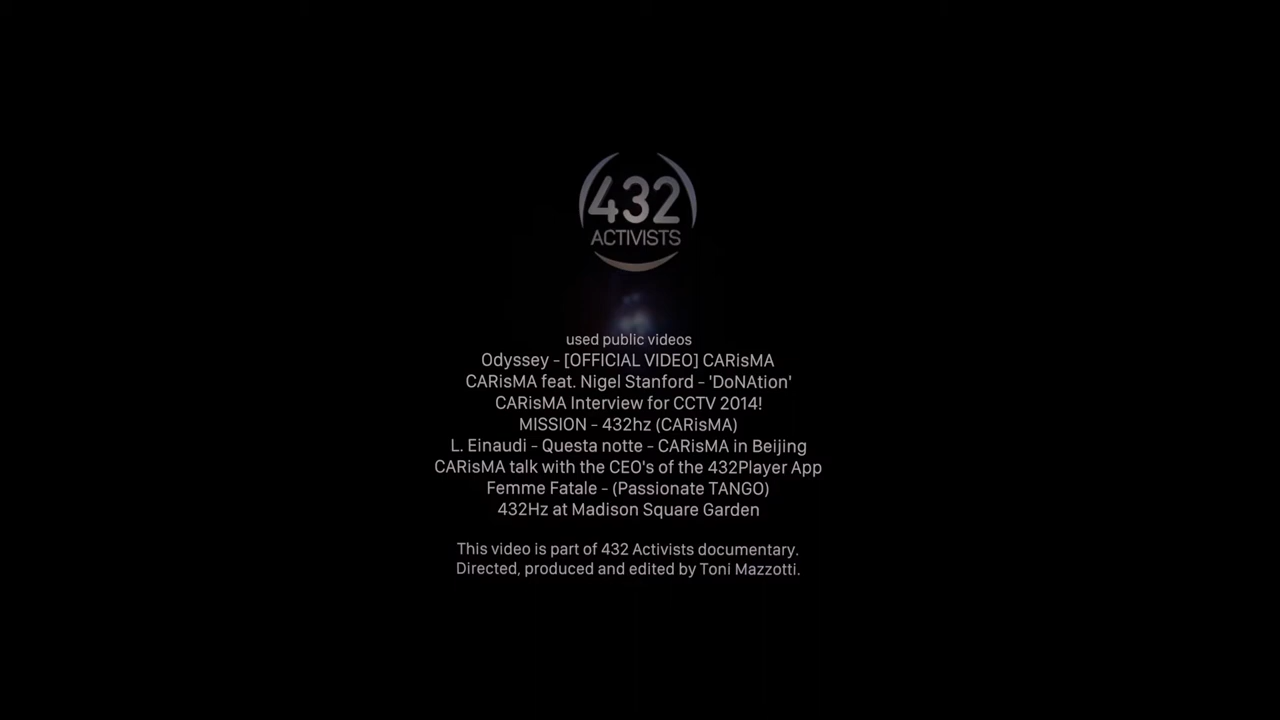 432
ACTIVISTS
used public videos
Odyssey - [OFFICIAL VIDEO] CARisMA
CARisMA feat. Nigel Stanford - 'DoNAtion'
CARisMA Interview for CCTV 2014!
MISSION - 432hz (CARisMA)
L. Einaudi - Questa notte - CARisMA in Beijing
CARisMA talk with the CEO's of the 432Player App
Femme Fatale - (Passionate TANGO)
432Hz at Madison Square Garden
This video is part of 432 Activists documentary.
Directed, produced and edited by Toni Mazzotti.